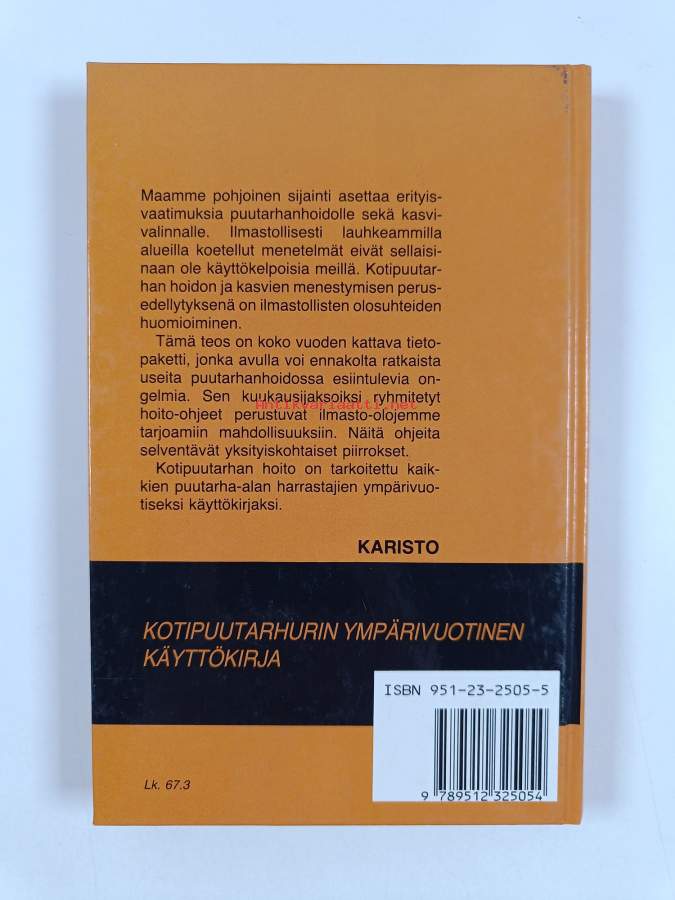 Maamme pohjoinen sijainti asettaa erityis-
vaatimuksia puutarhanhoidolle sekä kasvi-
valinnalle. Ilmastollisesti lauhkeammilla
alueilla koetellut menetelmät eivät sellaisi-
naan ole käyttökelpoisia meillä. Kotipuutar-
han hoidon ja kasvien menestymisen perus-
edellytyksenä on ilmastollisten olosuhteiden
huomioiminen.
Tämä teos on koko vuoden kattava tieto-
paketti, jonka avulla voi ennakolta ratkaista
useita puutarhanhoidossa esiintulevia on-
gelmia. Sen kuukausijaksoiksi ryhmitetyt
Antikvariaatti.net
hoito-ohjeet perustuvat ilmasto-olojemme
tarjoamiin mahdollisuuksiin. Näitä ohjeita
selventävät yksityiskohtaiset piirrokset.
Kotipuutarhan hoito on tarkoitettu kaik-
kien puutarha-alan harrastajien ympärivuo-
tiseksi käyttökirjaksi.
KARISTO
KOTIPUUTARHURIN YMPÄRIVUOTINEN
KÄYTTÖKIRJA
ISBN 951-23-2505-5
9 789512 325054
Lk. 67.3